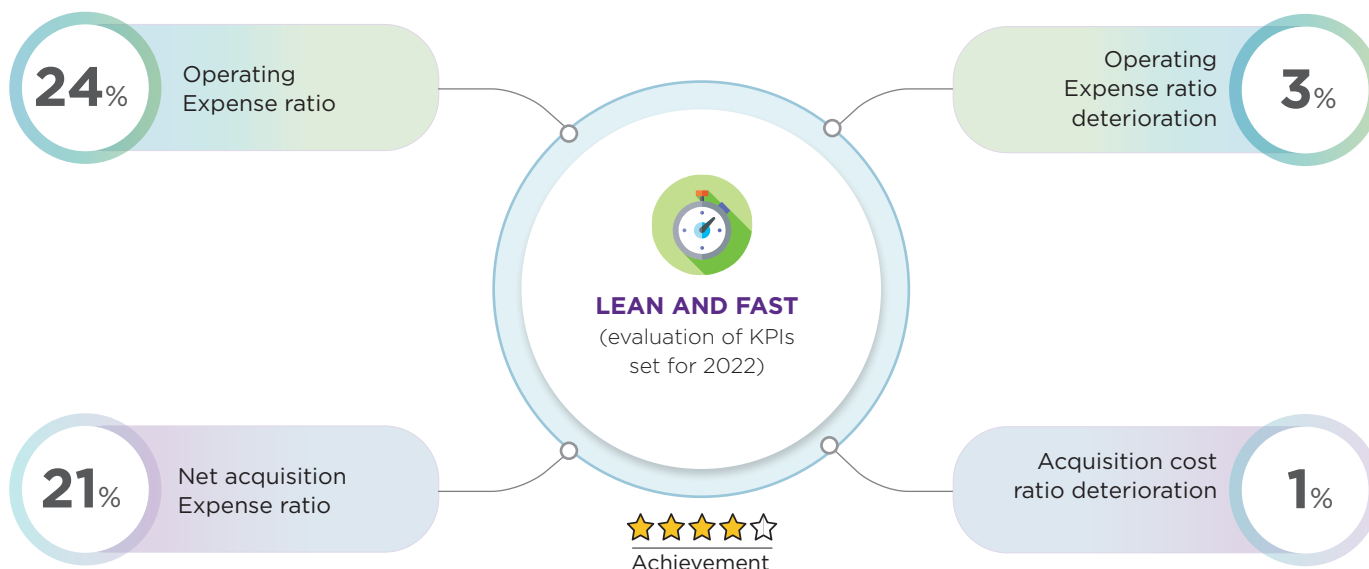 24%
Operating
Expense ratio
Operating
Expense ratio
deterioration
3%
LEAN AND FAST
(evaluation of KPIs
set for 2022)
21%
Net acquisition
Expense ratio
Acquisition cost
ratio deterioration
1%
Achievement